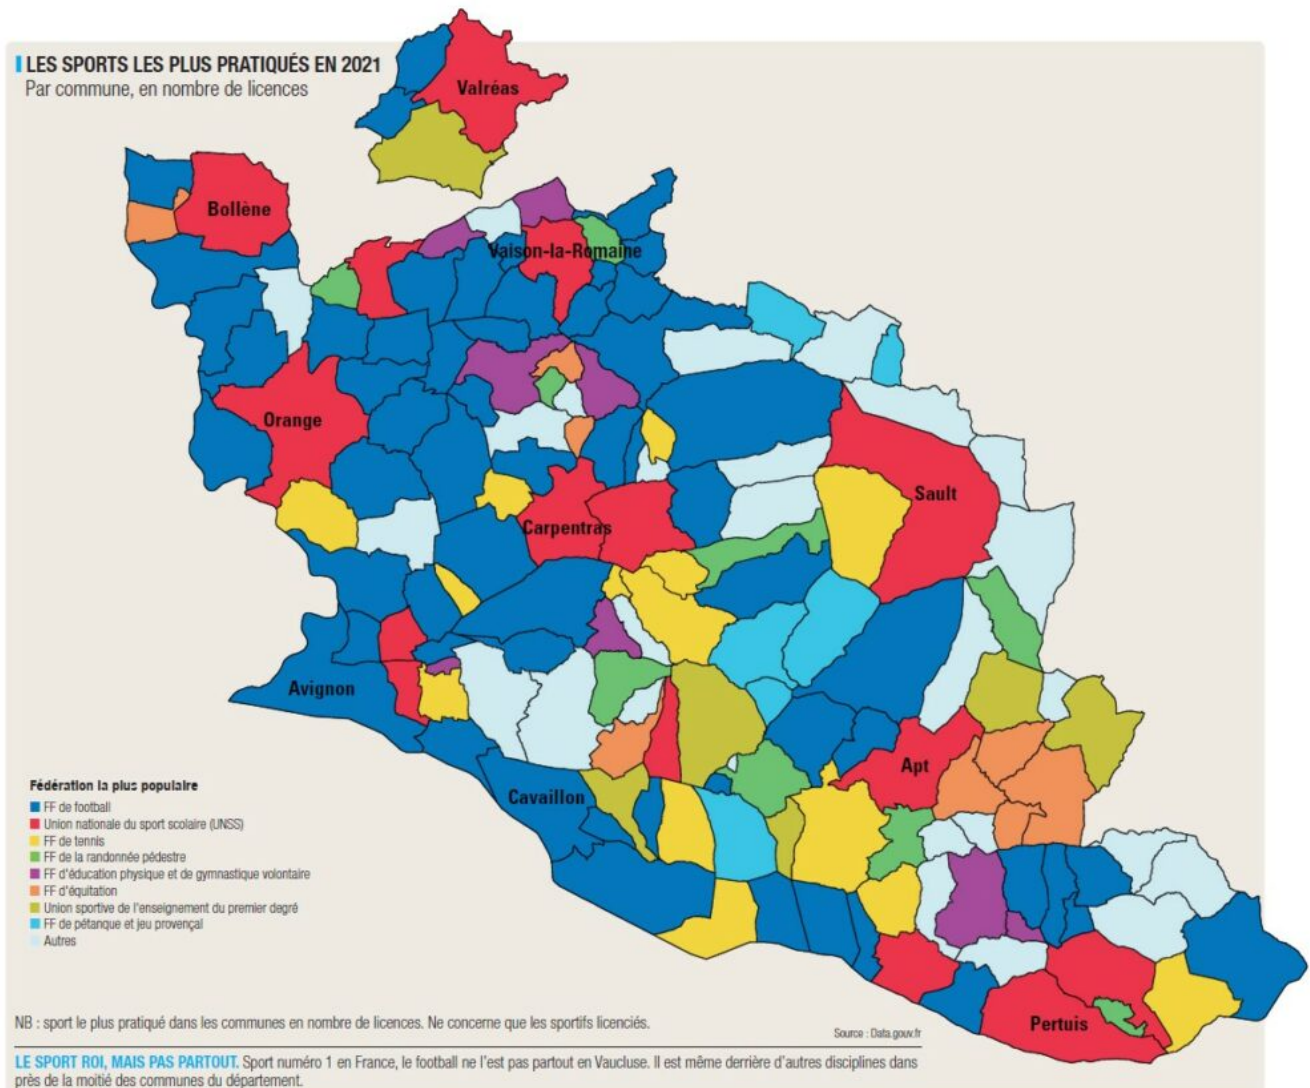 LES SPORTS LES PLUS PRATIQUÉS EN 2021
Par commune, en nombre de licences
Valréas
Bollène
Vaison-la-Romaine
Orange
Sault
Carpentras
Avignon
Apt
Cavaillon
Pertuis
Fédération la plus populaire
FF de football
Union nationale du sport scolaire (UNSS)
FF de tennis
FF de la randonnée pédestre
FF d'éducation physique et de gymnastique volontaire
FF d'équitation
Union sportive de l'enseignement du premier degré
FF de pétanque et jeu provençal
Autres
NB : sport le plus pratiqué dans les communes en nombre de licences. Ne concerne que les sportifs licenciés.
Source : Data.gouv.fr
LE SPORT ROI, MAIS PAS PARTOUT. Sport numéro 1 en France, le football ne l'est pas partout en Vaucluse. Il est même derrière d'autres disciplines dans
près de la moitié des communes du département.